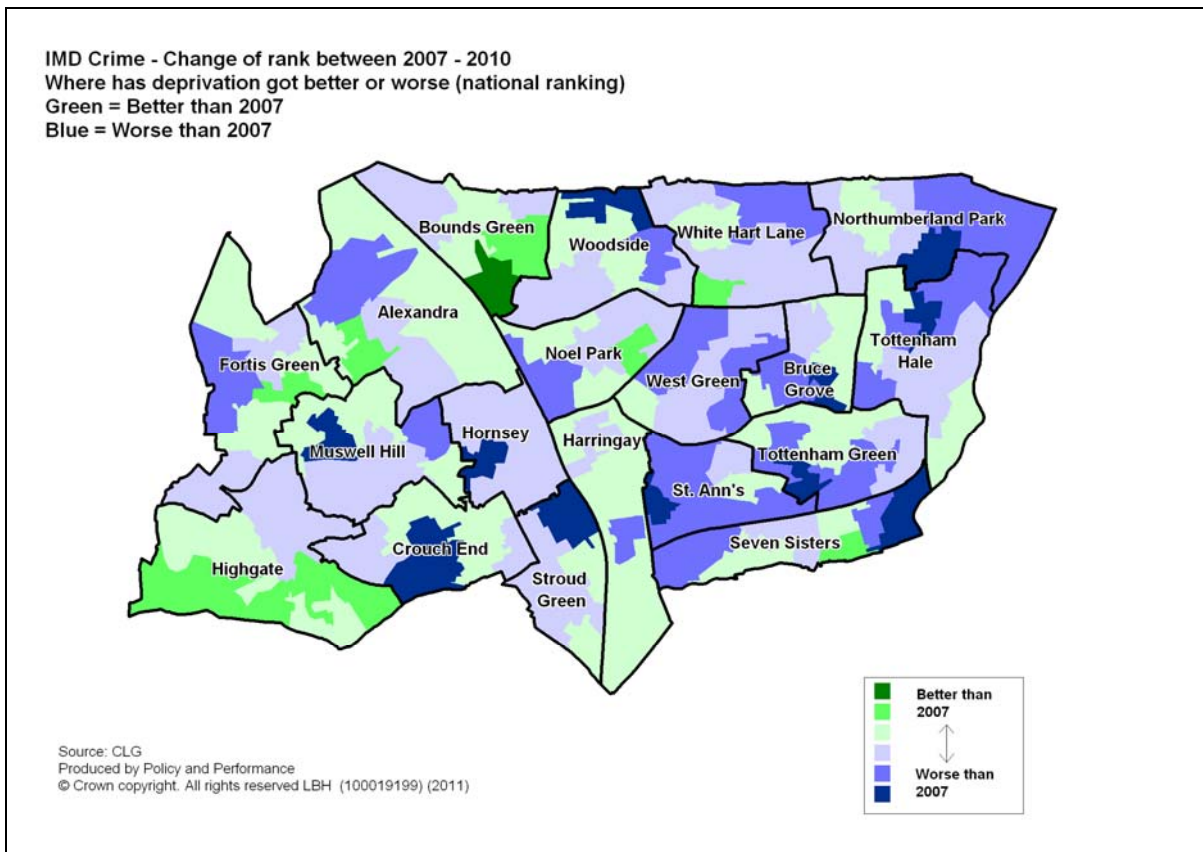 IMD Crime - Change of rank between 2007 - 2010
Where has deprivation got better or worse (national ranking)
Green = Better than 2007
Blue = Worse than 2007
Bounds Green
Woodside
White Hart Lane
Northumberland Park
Alexandra
Fortis Green
Noel Park
West Green
Bruce
Grove
Tottenham
Hale
Muswell Hill
Hornsey
Harringay
St. Ann's
Tottenham Green
Highgate
Crouch End
Stroud
Green
Seven Sisters
Better than
2007
Worse than
2007
Source: CLG
Produced by Policy and Performance
© Crown copyright. All rights reserved LBH (100019199) (2011)